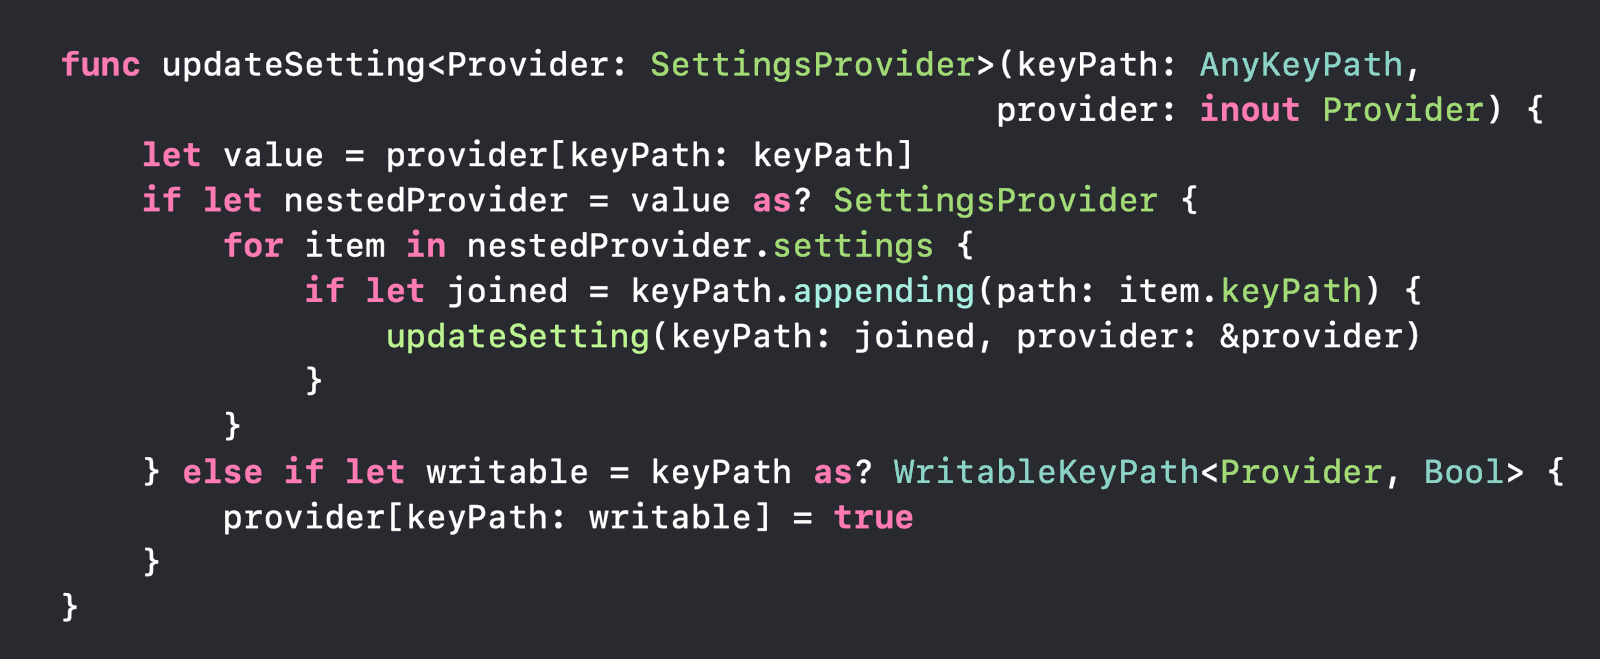 func updateSetting<Provider: SettingsProvider>(keyPath: AnyKeyPath,
                                              provider: inout Provider) {
    let value = provider[keyPath: keyPath]
    if let nestedProvider = value as? SettingsProvider {
        for item in nestedProvider.settings {
            if let joined = keyPath.appending(path: item.keyPath) {
                updateSetting(keyPath: joined, provider: &provider)
            }
        }
    } else if let writable = keyPath as? WritableKeyPath<Provider, Bool> {
        provider[keyPath: writable] = true
    }
}